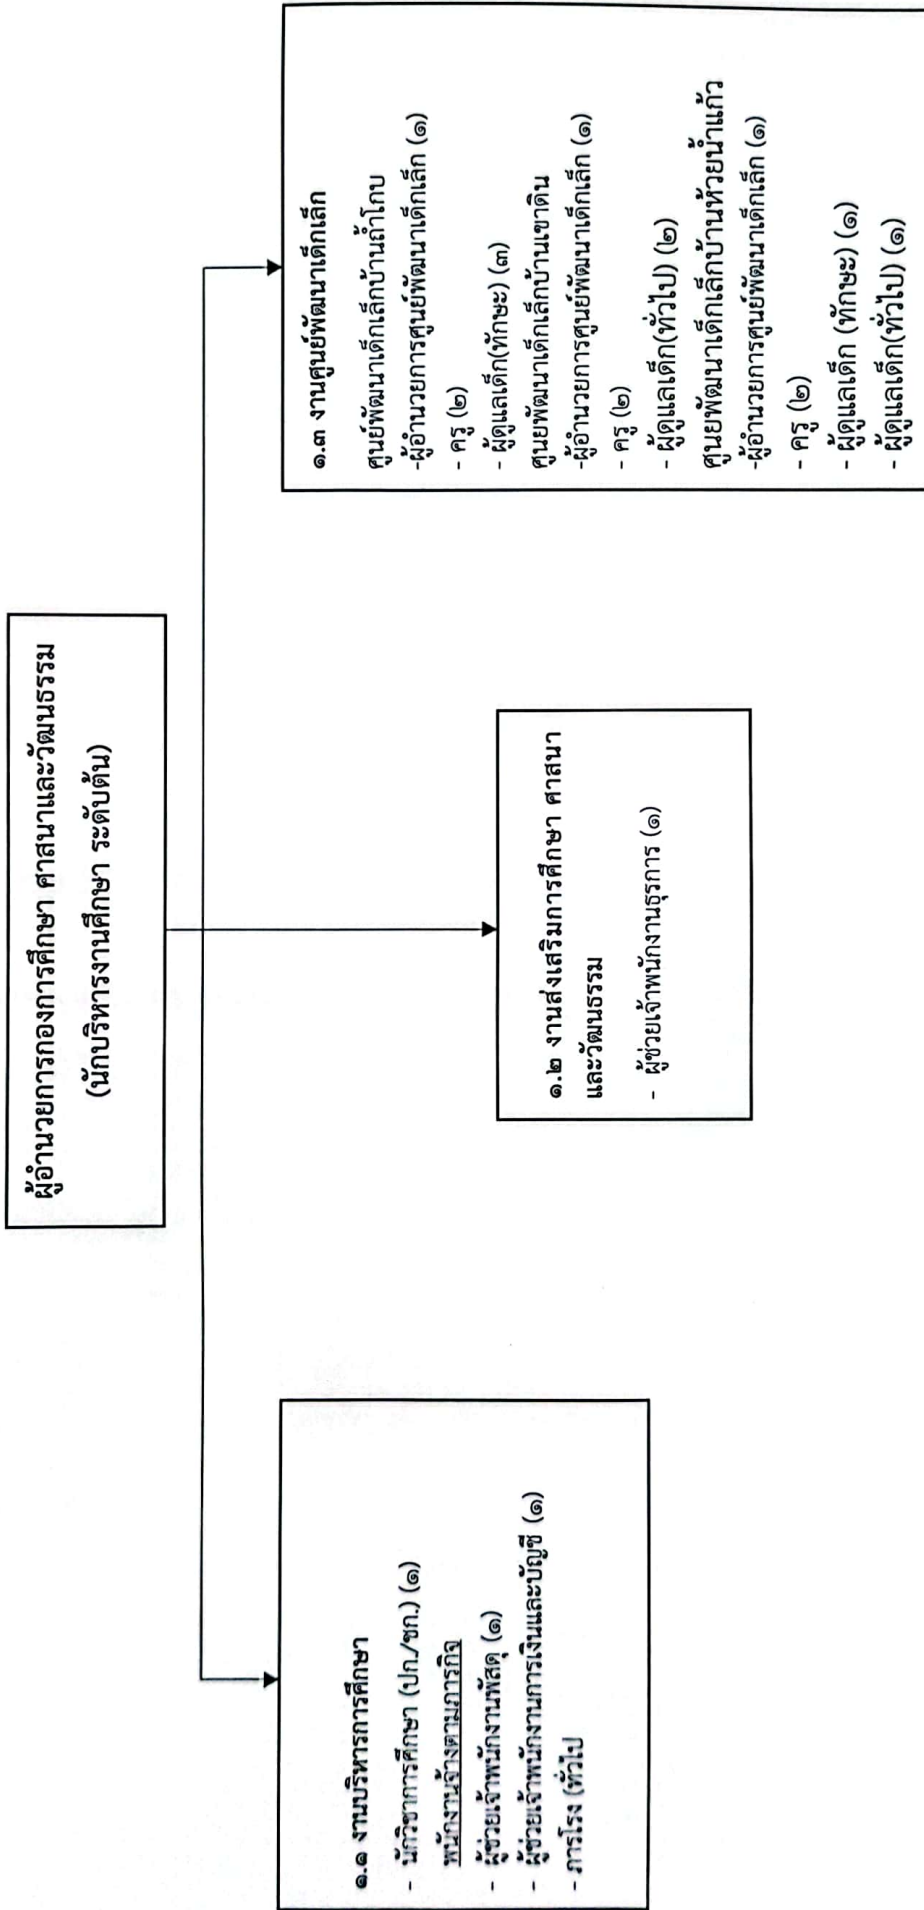 ผู้อำนวยการกองการศึกษา ศาสนาและวัฒนธรรม
(นักบริหารงานศึกษา ระดับต้น)
๑.๑ งานบริหารการศึกษา
- นักวิชาการศึกษา (ปก./ชก.) (๑)
พนักงานจ้างตามภารกิจ
- ผู้ช่วยเจ้าพนักงานพัสดุ (๑)
- ผู้ช่วยเจ้าพนักงานการเงินและบัญชี (๑)
- ภารโรง (ทั่วไป
๑.๒ งานส่งเสริมการศึกษา ศาสนา
และวัฒนธรรม
- ผู้ช่วยเจ้าพนักงานธุรการ (๑)
๑.๓ งานศูนย์พัฒนาเด็กเล็ก
ศูนย์พัฒนาเด็กเล็กบ้านถ้ำโกบ
-ผู้อำนวยการศูนย์พัฒนาเด็กเล็ก (๑)
- ครู (๒)
- ผู้ดูแลเด็ก(ทักษะ) (๓)
ศูนย์พัฒนาเด็กเล็กบ้านเขาดิน
-ผู้อำนวยการศูนย์พัฒนาเด็กเล็ก (๑)
- ครู (๒)
- ผู้ดูแลเด็ก(ทั่วไป) (๒)
ศูนย์พัฒนาเด็กเล็กบ้านห้วยน้ำแก้ว
-ผู้อำนวยการศูนย์พัฒนาเด็กเล็ก (๑)
- ครู (๒)
- ผู้ดูแลเด็ก (ทักษะ) (๑)
- ผู้ดูแลเด็ก(ทั่วไป) (๑)